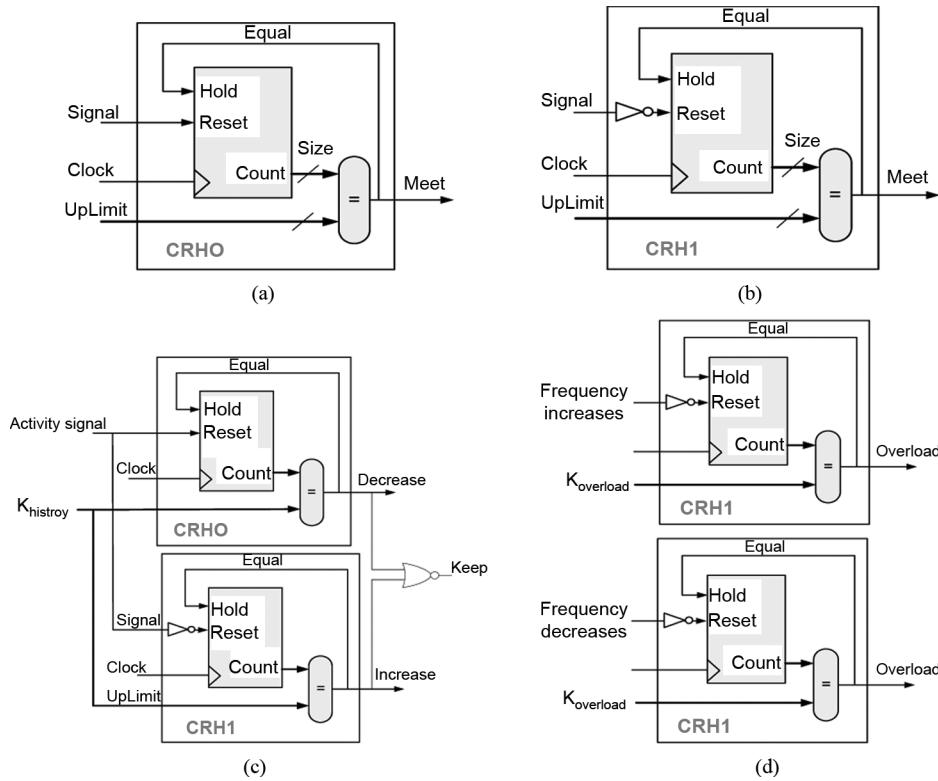 Equal
Hold
Signal
Reset
Size
Clock
Count
=
Meet
UpLimit
CRHO
(a)
Equal
Hold
Signal
Reset
Size
Clock
Count
=
Meet
UpLimit
CRH1
(b)
Equal
Hold
Activity signal
Reset
Clock
Count
Decrease
=
Khistroy
CRHO
Keep
Equal
Hold
Signal
Reset
Clock
Count
Increase
=
UpLimit
CRH1
(c)
Equal
Hold
Frequency
increases
Reset
Count
Overload
=
Koverload
CRH1
Equal
Hold
Frequency
decreases
Reset
Count
Overload
=
Koverload
CRH1
(d)